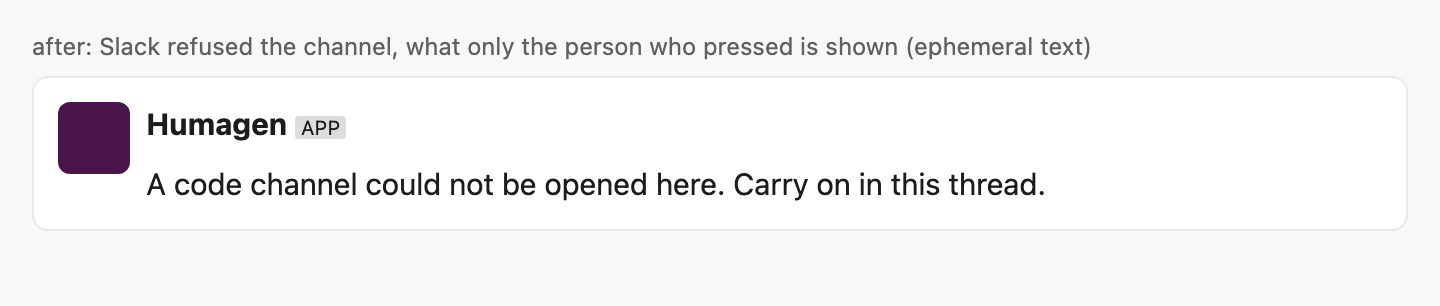 after: Slack refused the channel, what only the person who pressed is shown (ephemeral text)
Humagen APP
A code channel could not be opened here. Carry on in this thread.